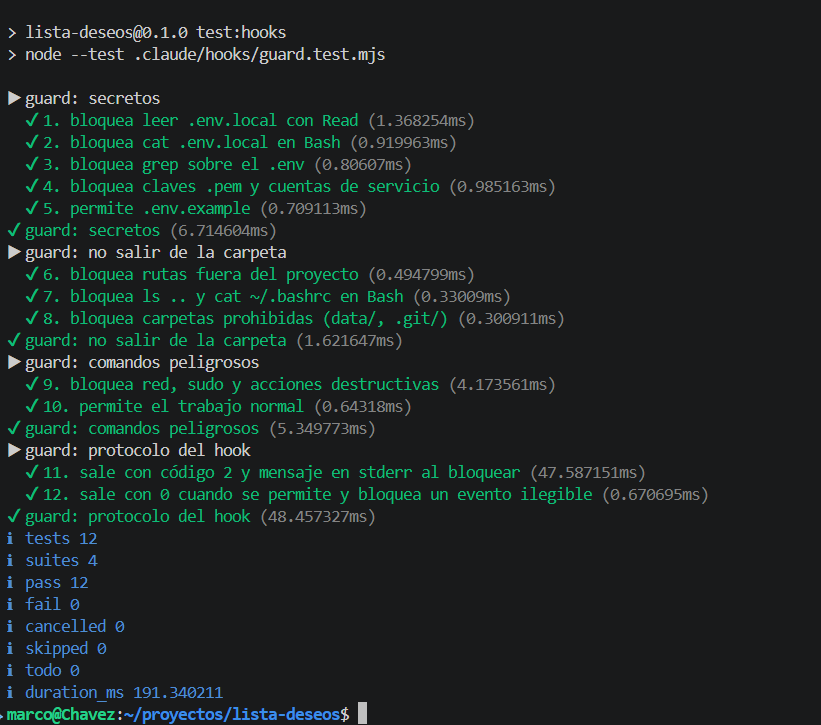 > lista-deseos@0.1.0 test:hooks
> node --test .claude/hooks/guard.test.mjs
▶ guard: secretos
✔ 1. bloquea leer .env.local con Read (1.368254ms)
✔ 2. bloquea cat .env.local en Bash (0.919963ms)
✔ 3. bloquea grep sobre el .env (0.80607ms)
✔ 4. bloquea claves .pem y cuentas de servicio (0.985163ms)
✔ 5. permite .env.example (0.709113ms)
✔ guard: secretos (6.714604ms)
▶ guard: no salir de la carpeta
✔ 6. bloquea rutas fuera del proyecto (0.494799ms)
✔ 7. bloquea ls .. y cat ~/.bashrc en Bash (0.33009ms)
✔ 8. bloquea carpetas prohibidas (data/, .git/) (0.300911ms)
✔ guard: no salir de la carpeta (1.621647ms)
▶ guard: comandos peligrosos
✔ 9. bloquea red, sudo y acciones destructivas (4.173561ms)
✔ 10. permite el trabajo normal (0.64318ms)
✔ guard: comandos peligrosos (5.349773ms)
▶ guard: protocolo del hook
✔ 11. sale con código 2 y mensaje en stderr al bloquear (47.587151ms)
✔ 12. sale con 0 cuando se permite y bloquea un evento ilegible (0.670695ms)
✔ guard: protocolo del hook (48.457327ms)
ℹ tests 12
ℹ suites 4
ℹ pass 12
ℹ fail 0
ℹ cancelled 0
ℹ skipped 0
ℹ todo 0
ℹ duration_ms 191.340211
marco@Chavez:~/proyectos/lista-deseos$